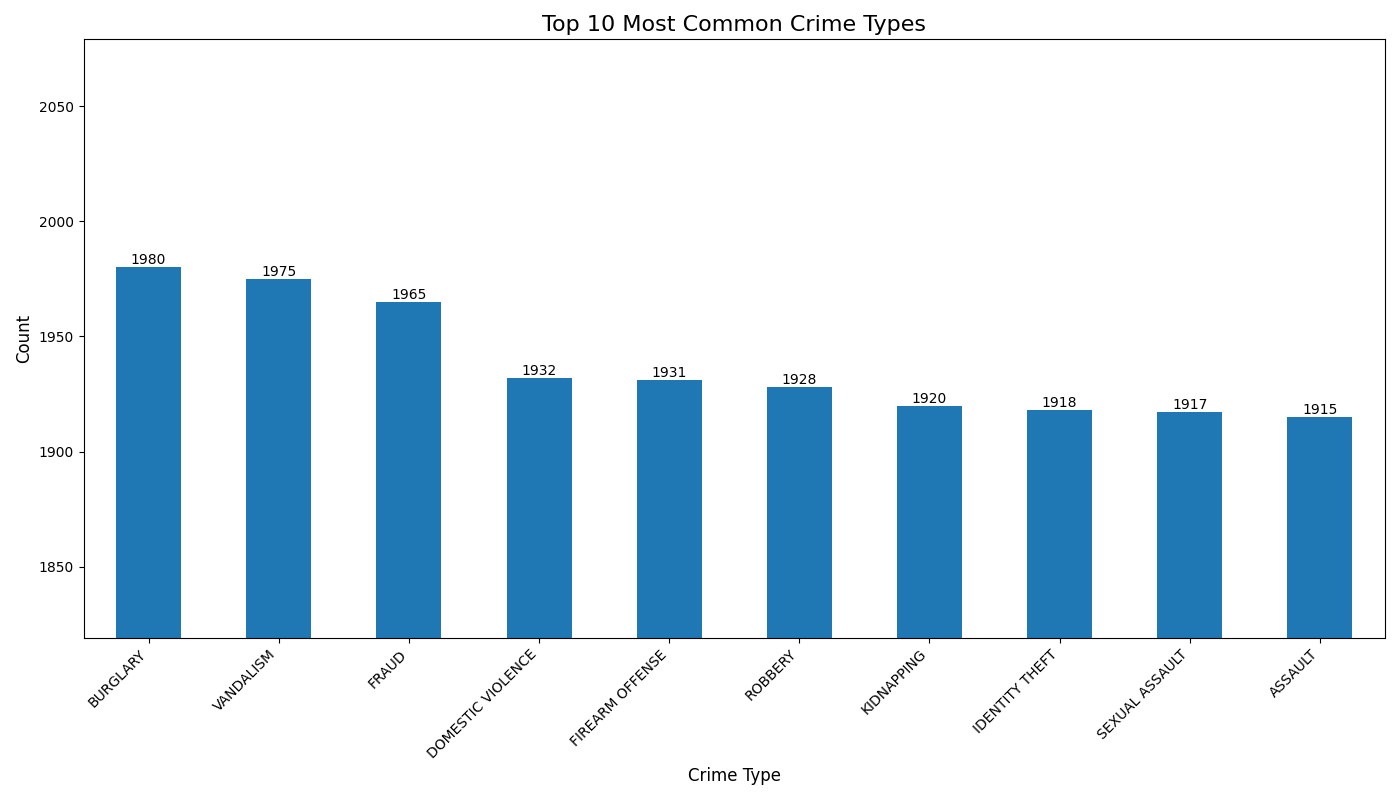 Top 10 Most Common Crime Types
Count
2050
2000
1950
1900
1850
1980
1975
1965
1932
1931
1928
1920
1918
1917
1915
BURGLARY
VANDALISM
FRAUD
DOMESTIC VIOLENCE
FIREARM OFFENSE
ROBBERY
KIDNAPPING
IDENTITY THEFT
SEXUAL ASSAULT
ASSAULT
Crime Type